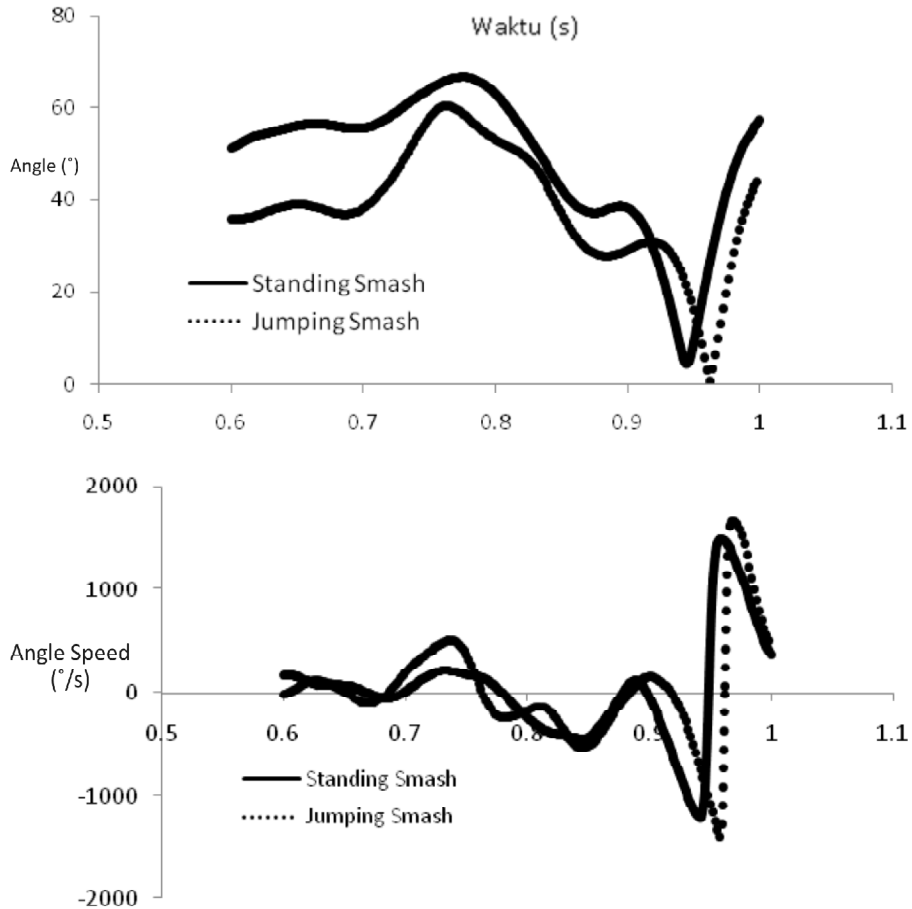 Waktu (s)
80
60
Angle (°)
40
20
0
Standing Smash
Jumping Smash
0.5 0.6 0.7 0.8 0.9 1 1.1
2000
1000
Angle Speed
(°/s)
0
-1000
-2000
0.5 0.6 0.7 0.8 0.9 1 1.1
Standing Smash
Jumping Smash